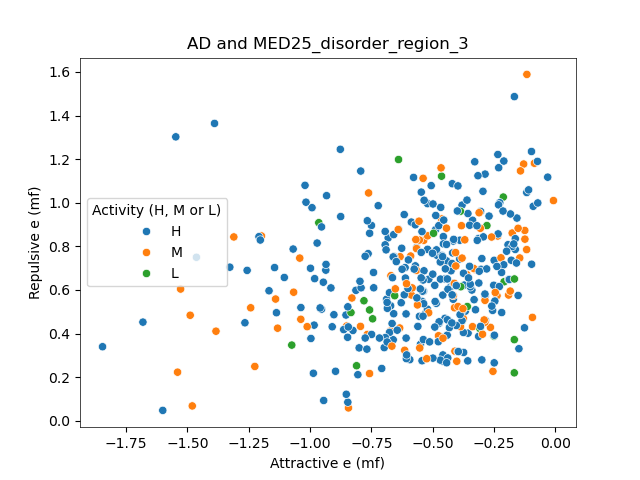 AD and MED25_disorder_region_3
1.6
1.4
1.2
1.0
0.8
0.6
0.4
0.2
0.0
Repulsive e (mf)
Activity (H, M or L)
H
M
L
−1.75 −1.50 −1.25 −1.00 −0.75 −0.50 −0.25 0.00
Attractive e (mf)